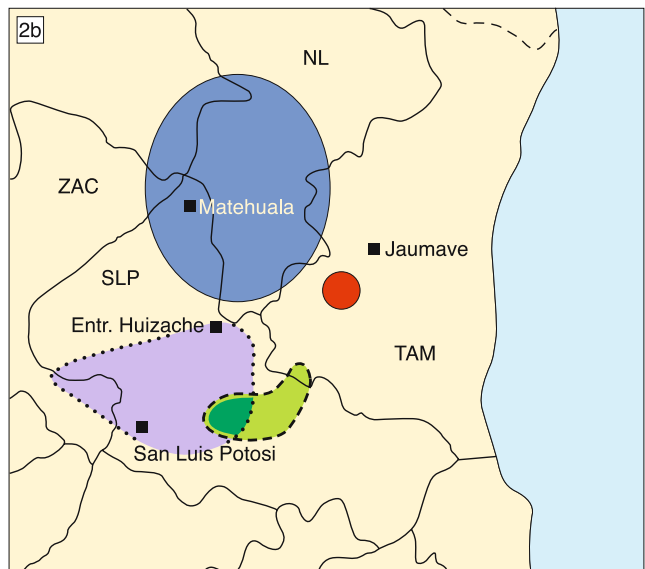 2b
NL
ZAC
Matehuala
Jaumave
SLP
Entr. Huizache
TAM
San Luis Potosi